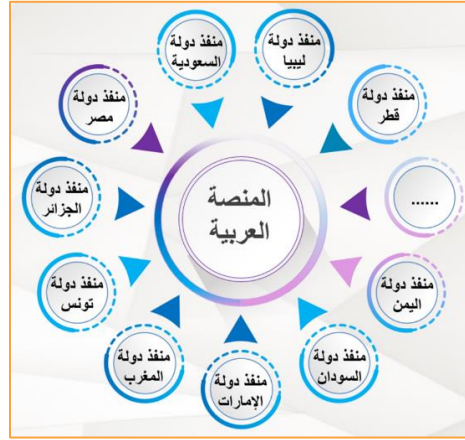 المنصة
العربية
منفذ دولة
ليبيا
منفذ دولة
قطر
......
منفذ دولة
اليمن
منفذ دولة
السودان
منفذ دولة
الإمارات
منفذ دولة
المغرب
منفذ دولة
تونس
منفذ دولة
الجزائر
منفذ دولة
مصر
منفذ دولة
السعودية